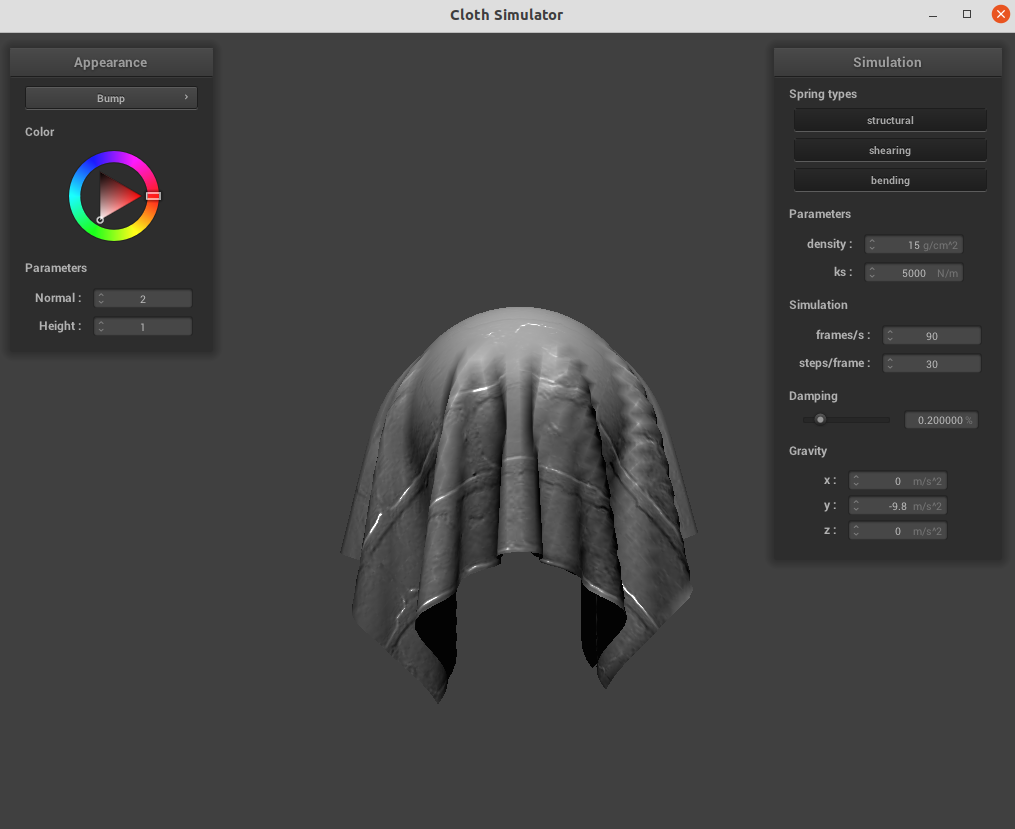 Cloth Simulator
Appearance
Bump
Color
Parameters
Normal : 2
Height : 1
Simulation
Spring types
structural
shearing
bending
Parameters
density : 15 g/cm^2
ks : 5000 N/m
Simulation
frames/s : 90
steps/frame : 30
Damping
0.200000 %
Gravity
x : 0 m/s^2
y : -9.8 m/s^2
z : 0 m/s^2